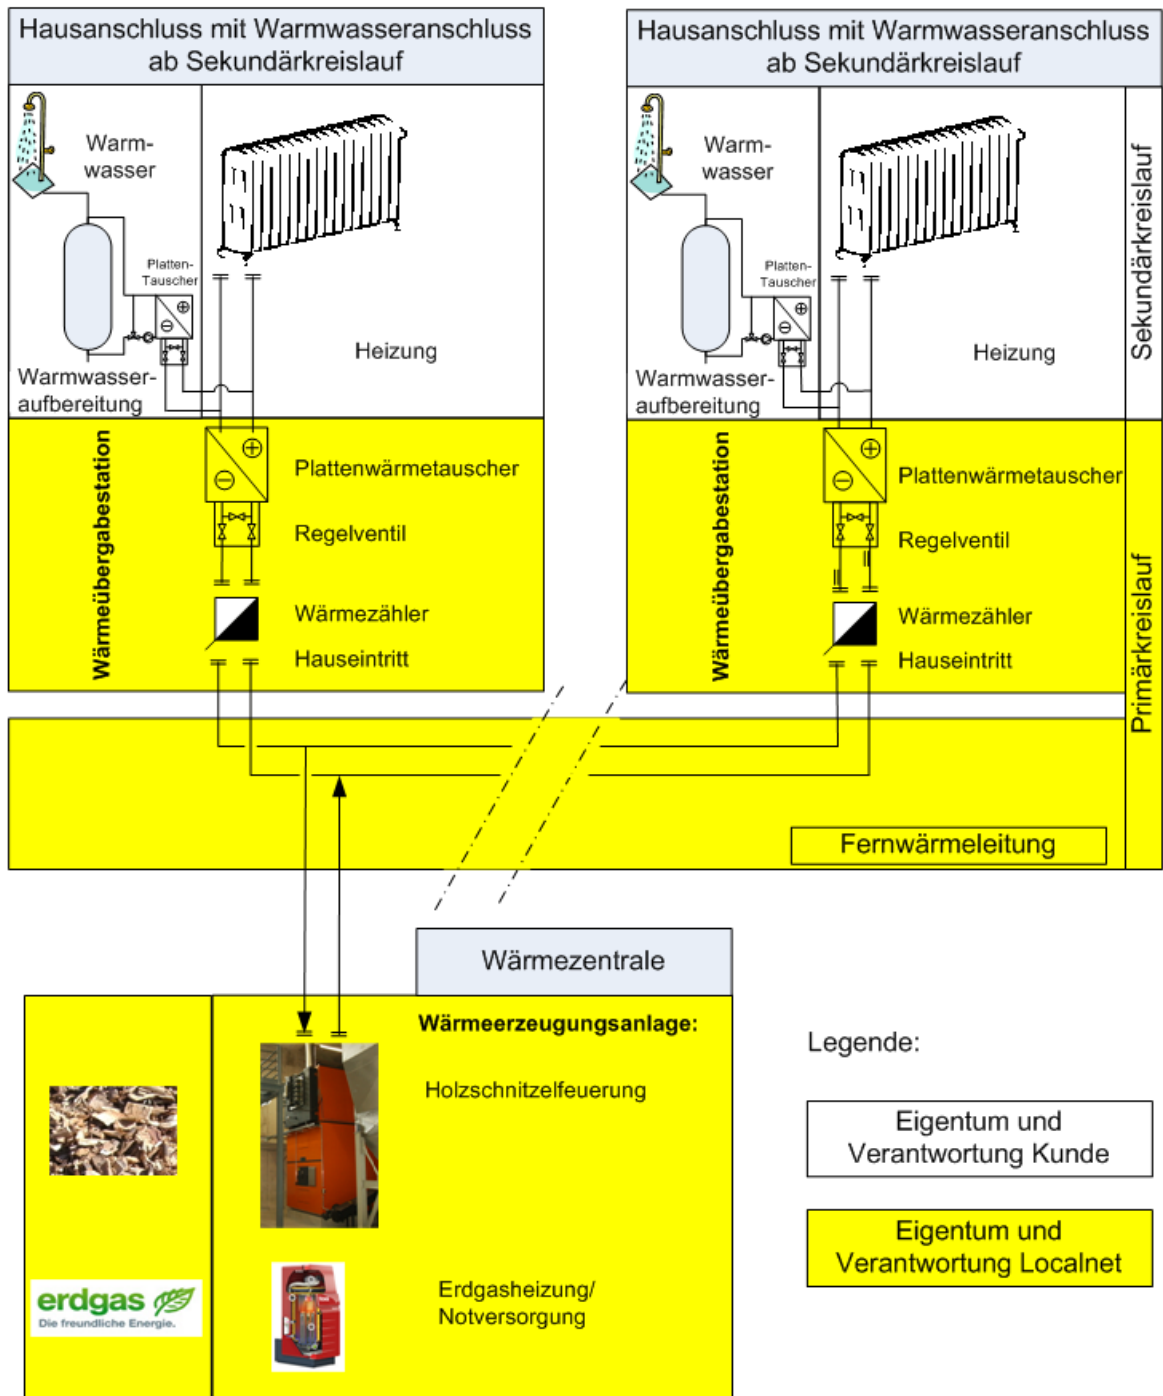 Hausanschluss mit Warmwasseranschluss
ab Sekundärkreislauf
Hausanschluss mit Warmwasseranschluss
ab Sekundärkreislauf
Warm-
wasser
Platten-
Tauscher
Heizung
Warmwasser-
aufbereitung
Warm-
wasser
Platten-
Tauscher
Heizung
Warmwasser-
aufbereitung
Sekundärkreislauf
Wärmeübergabestation
Plattenwärmetauscher
Regelventil
Wärmezähler
Hauseintritt
Wärmeübergabestation
Plattenwärmetauscher
Regelventil
Wärmezähler
Hauseintritt
Primärkreislauf
Fernwärmeleitung
Wärmezentrale
Wärmeerzeugungsanlage:
Holzschnitzelfeuerung
erdgas
Die freundliche Energie.
Erdgasheizung/
Notversorgung
Legende:
Eigentum und
Verantwortung Kunde
Eigentum und
Verantwortung Localnet